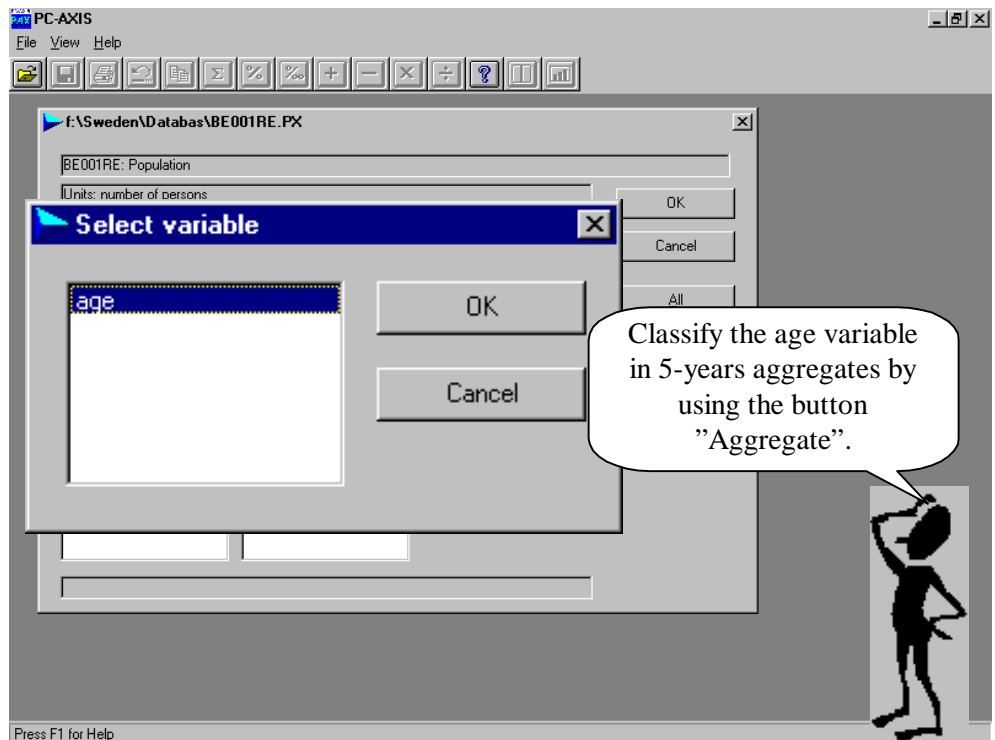 PC-AXIS
File View Help
Σ % ‰ + − × ÷ ?
f:\Sweden\Databas\BE001RE.PX
BE001RE: Population
Units: number of persons
OK
Cancel
All
Select variable
age
OK
Cancel
Classify the age variable
in 5-years aggregates by
using the button
”Aggregate”.
Press F1 for Help